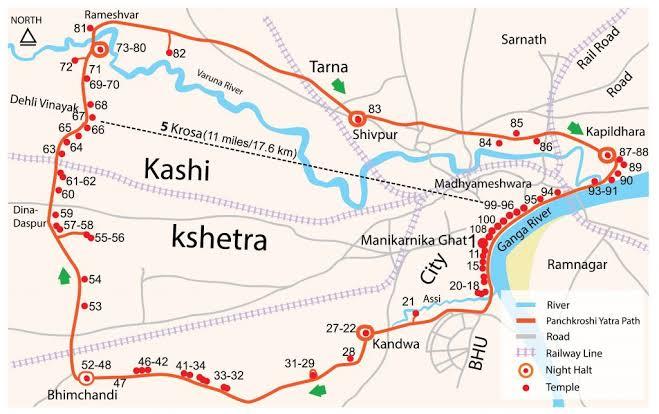 NORTH
Rameshvar
81
73-80
82
72
71
69-70
Varuna River
Tarna
Sarnath
Rail Road
Road
Dehli Vinayak
68
67
66
65
64
63
61-62
60
5 Krosa (11 miles/17.6 km)
83
Shivpur
85
84
86
Kapildhara
87-88
89
90
93-91
94
95
Madhyameshwara
99-96
100
108
Kashi
kshetra
Manikarnika Ghat
1
11
15
20-18
City
Ganga River
Ramnagar
Dina-
Daspur
59
57-58
55-56
54
53
21
Assi
27-22
Kandwa
28
BHU
31-29
33-32
41-34
46-42
47
52-48
Bhimchandi
River
Panchkroshi Yatra Path
Road
Railway Line
Night Halt
Temple